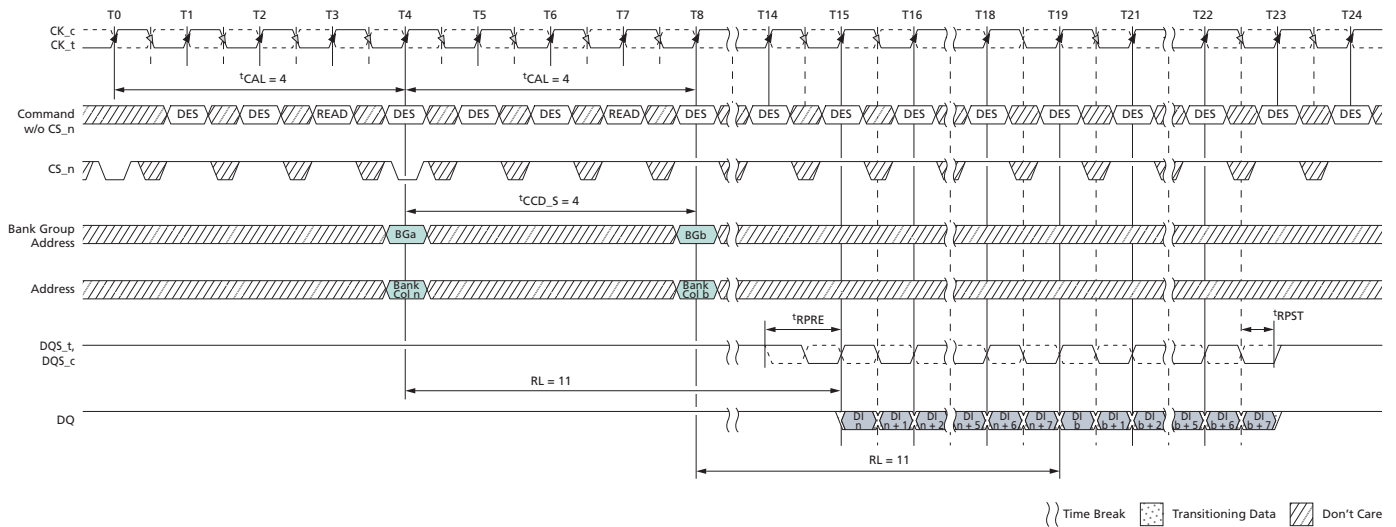 T0 T1 T2 T3 T4 T5 T6 T7 T8 T14 T15 T16 T18 T19 T21 T22 T23 T24
CK_c
CK_t
tCAL = 4 tCAL = 4
Command w/o CS_n DES DES READ DES DES DES READ DES DES DES DES DES DES DES DES DES DES
CS_n
tCCD_S = 4
Bank Group Address BGa BGb
Address Bank Col n Bank Col b
tRPRE tRPST
DQS_t, DQS_c
RL = 11
DQ DI n DI n + 1 DI n + 2 DI n + 5 DI n + 6 DI n + 7 DI b DI b + 1 DI b + 2 DI b + 5 DI b + 6 DI b + 7
RL = 11
Time Break Transitioning Data Don't Care